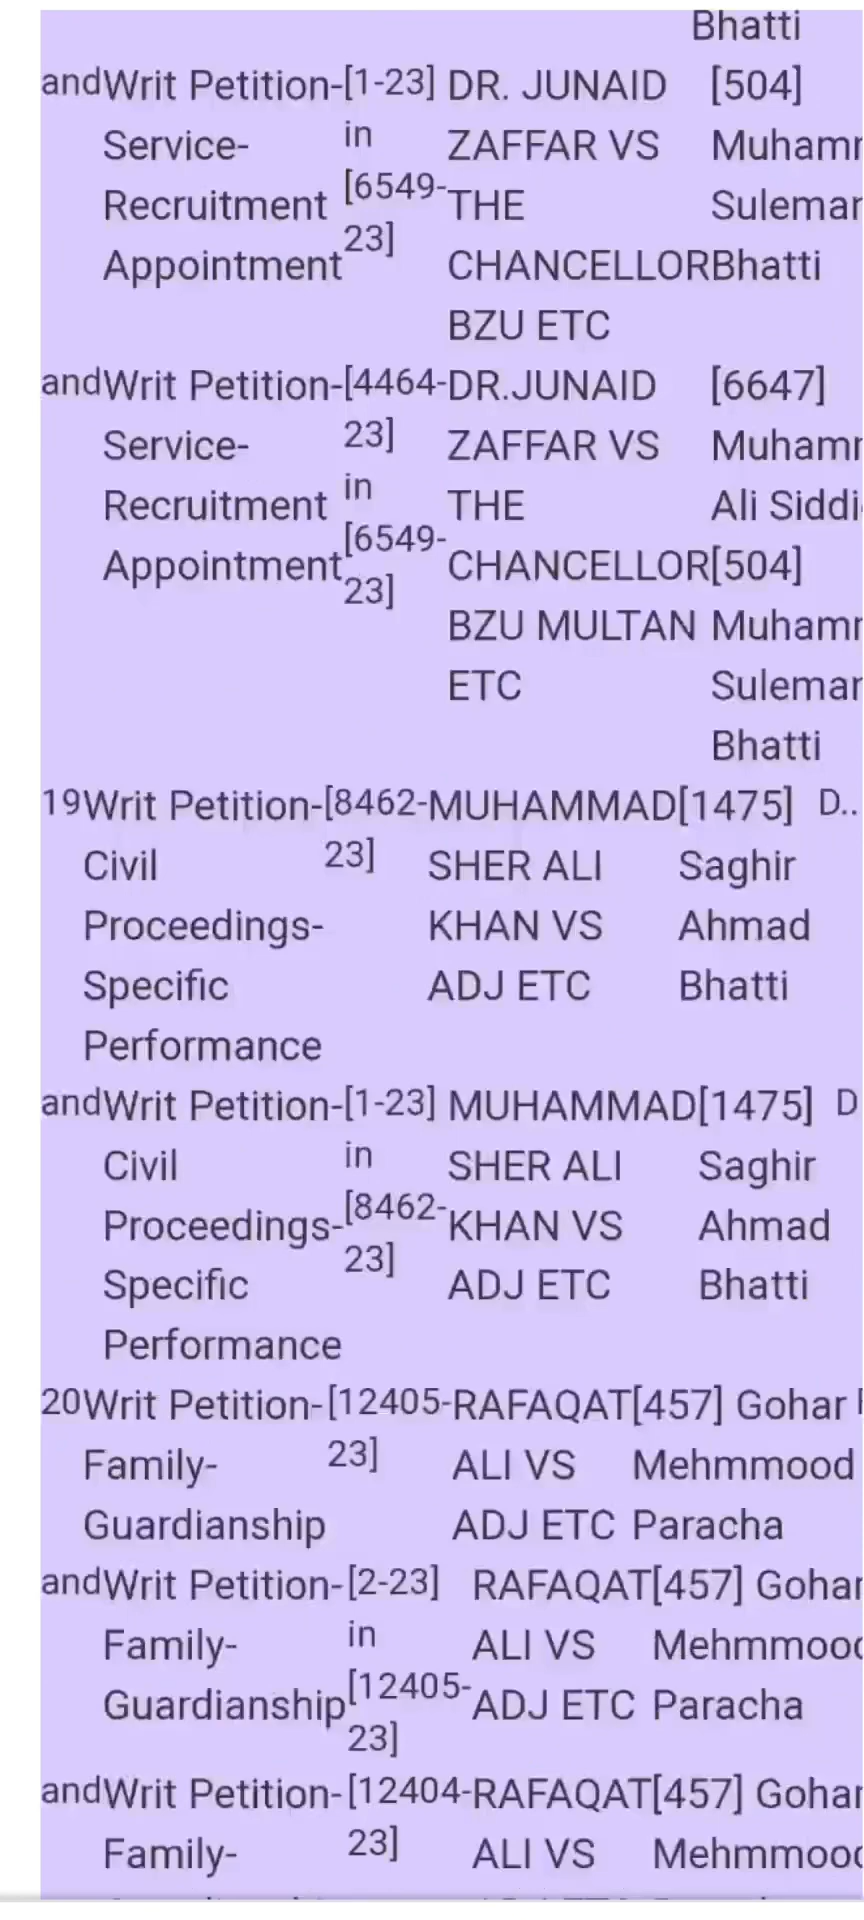 Bhatti
andWrit Petition-[1-23] DR. JUNAID [504]
Service- in ZAFFAR VS
Recruitment [6549- THE
Appointment 23] CHANCELLORBhatti
BZU ETC
andWrit Petition-[4464-DR.JUNAID [6647]
Service- 23] ZAFFAR VS
Recruitment in THE Ali
Appointment [6549- CHANCELLOR[504]
23] BZU MULTAN
ETC
Bhatti
19Writ Petition-[8462-MUHAMMAD[1475] D..
Civil 23] SHER ALI Saghir
Proceedings- KHAN VS Ahmad
Specific ADJ ETC Bhatti
Performance
andWrit Petition-[1-23] MUHAMMAD[1475] D
Civil in SHER ALI Saghir
Proceedings-[8462-KHAN VS Ahmad
Specific 23] ADJ ETC Bhatti
Performance
20Writ Petition-[12405-RAFAQAT[457] Gohar
Family- 23] ALI VS Mehmmood
Guardianship ADJ ETC Paracha
andWrit Petition-[2-23] RAFAQAT[457] Gohar
Family- in ALI VS
Guardianship[12405-ADJ ETC Paracha
23]
andWrit Petition-[12404-RAFAQAT[457] Gohar
Family- 23] ALI VS